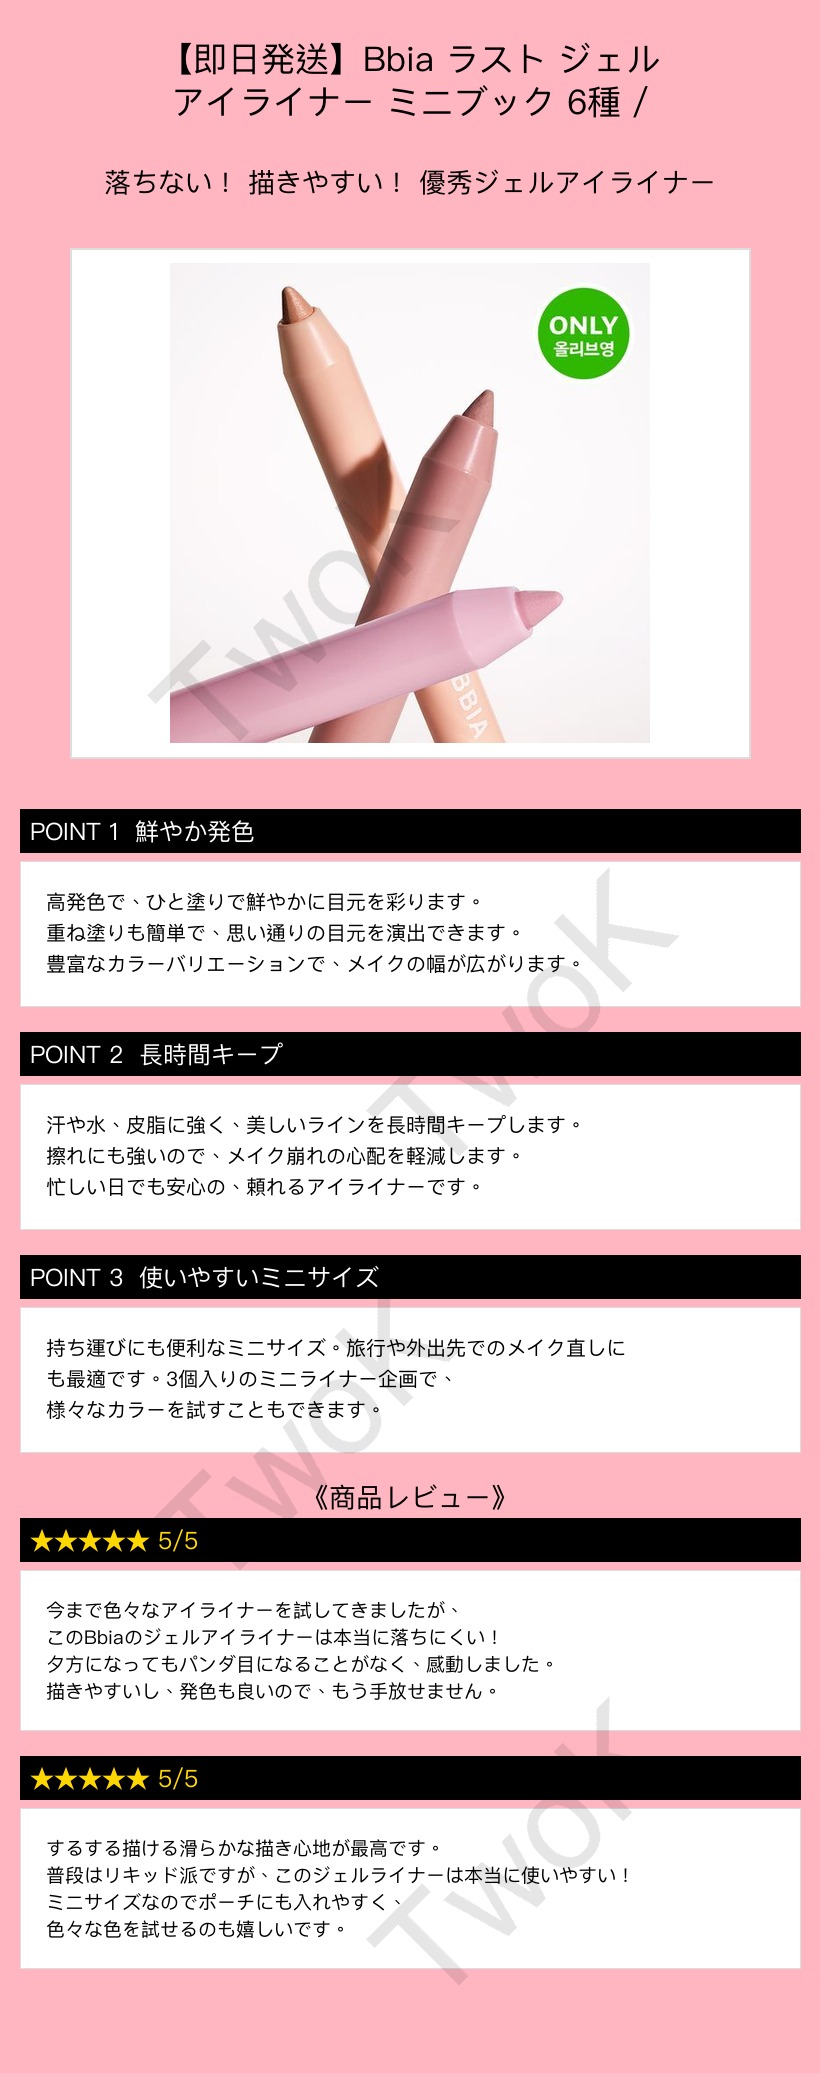 【即日発送】Bbia ラスト ジェル
アイライナー ミニブック 6種 /
落ちない！ 描きやすい！ 優秀ジェルアイライナー
ONLY
올리브영
BBIA
TwoK
POINT 1 鮮やか発色
高発色で、ひと塗りで鮮やかに目元を彩ります。
重ね塗りも簡単で、思い通りの目元を演出できます。
豊富なカラーバリエーションで、メイクの幅が広がります。
TwoK
POINT 2 長時間キープ
汗や水、皮脂に強く、美しいラインを長時間キープします。
擦れにも強いので、メイク崩れの心配を軽減します。
忙しい日でも安心の、頼れるアイライナーです。
POINT 3 使いやすいミニサイズ
持ち運びにも便利なミニサイズ。旅行や外出先でのメイク直しに
も最適です。3個入りのミニライナー企画で、
様々なカラーを試すこともできます。
TwoK
《商品レビュー》
★★★★★ 5/5
今まで色々なアイライナーを試してきましたが、
このBbiaのジェルアイライナーは本当に落ちにくい！
夕方になってもパンダ目になることがなく、感動しました。
描きやすいし、発色も良いので、もう手放せません。
★★★★★ 5/5
するする描ける滑らかな描き心地が最高です。
普段はリキッド派ですが、このジェルライナーは本当に使いやすい！
ミニサイズなのでポーチにも入れやすく、
色々な色を試せるのも嬉しいです。
TwoK